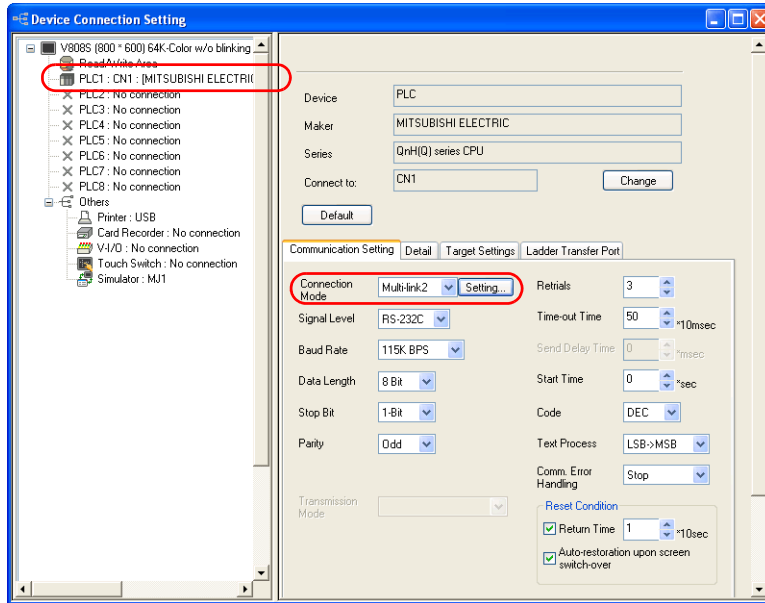 Device Connection Setting
V808S (800 * 600) 64K-Color w/o blinking
Read/Write Area
PLC1 : CN1 : [MITSUBISHI ELECTRIC
PLC2 : No connection
PLC3 : No connection
PLC4 : No connection
PLC5 : No connection
PLC6 : No connection
PLC7 : No connection
PLC8 : No connection
Others
Printer : USB
Card Recorder : No connection
V-I/O : No connection
Touch Switch : No connection
Simulator : MJ1
Device PLC
Maker MITSUBISHI ELECTRIC
Series QnH(Q) series CPU
Connect to: CN1 Change
Default
Communication Setting Detail Target Settings Ladder Transfer Port
Connection Mode Multi-link2 Setting...
Signal Level RS-232C
Baud Rate 115K BPS
Data Length 8 Bit
Stop Bit 1-Bit
Parity Odd
Transmission Mode
Retrials 3
Time-out Time 50 *10msec
Send Delay Time 0 *msec
Start Time 0 *sec
Code DEC
Text Process LSB->MSB
Comm. Error Handling Stop
Reset Condition
Return Time 1 *10sec
Auto-restoration upon screen
switch-over